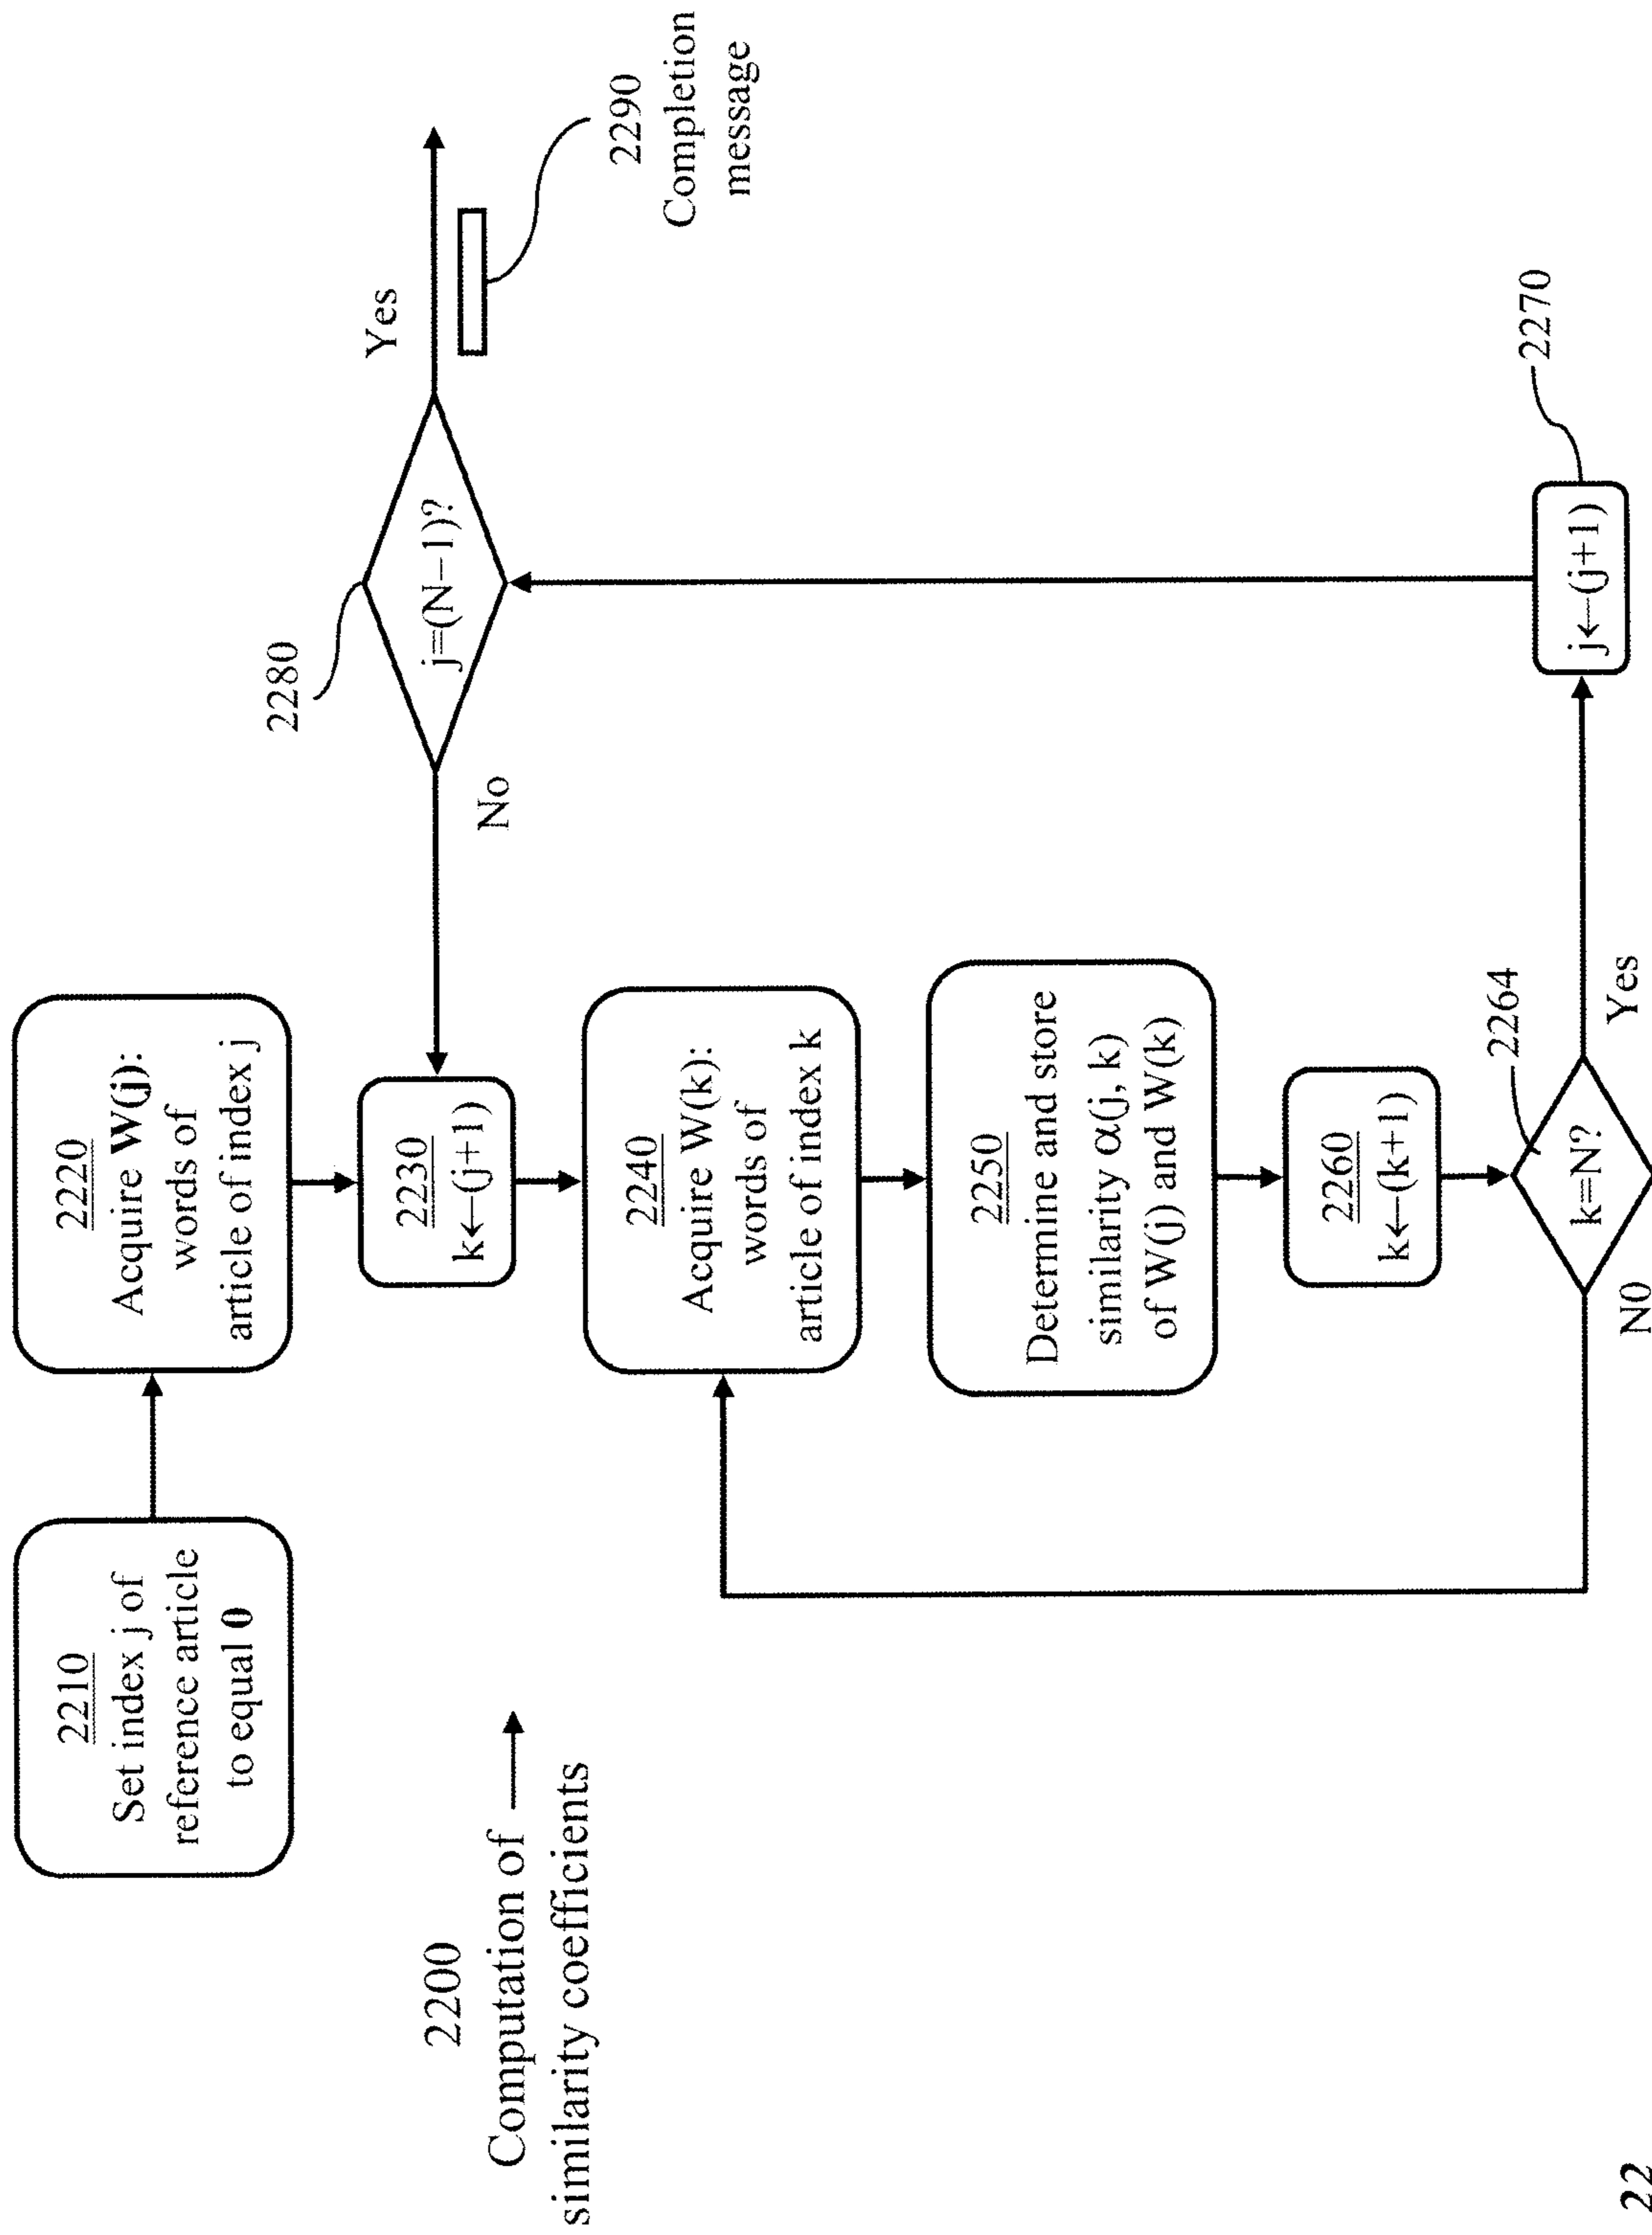 2210
Set index j of
reference article
to equal 0
2220
Acquire W(j):
words of
article of index j
2280
j=(N−1)?
Yes
No
2290
Completion
message
2230
k←(j+1)
2200
Computation of
similarity coefficients
2240
Acquire W(k):
words of
article of index k
2250
Determine and store
similarity α(j, k)
of W(j) and W(k)
2260
k←(k+1)
2264
k=N?
N0
Yes
2270
j←(j+1)
22